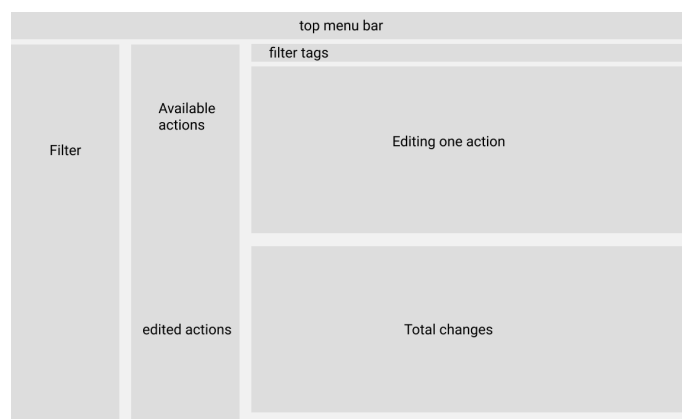 top menu bar
filter tags
Available
actions
Filter
Editing one action
edited actions
Total changes